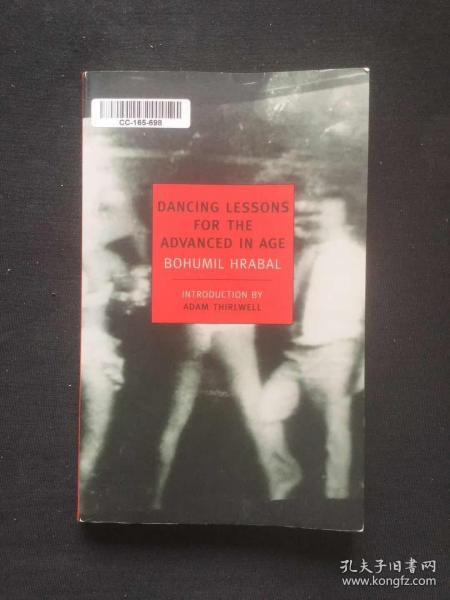 CC-165-698
DANCING LESSONS
FOR THE
ADVANCED IN AGE
BOHUMIL HRABAL
INTRODUCTION BY
ADAM THIRLWELL
孔夫子旧书网
www.kongfz.com